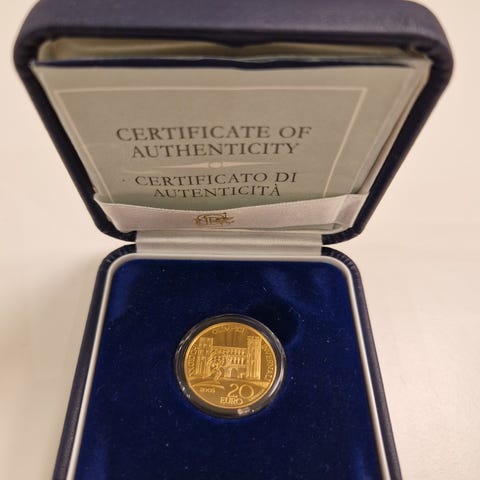 CERTIFICATE OF
AUTHENTICITY
CERTIFICATO DI
AUTENTICITÀ
20
EURO